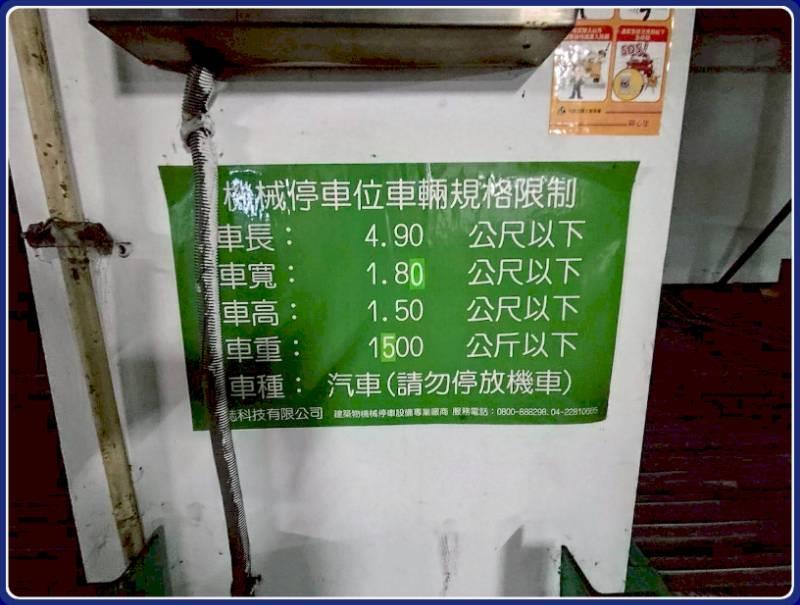 SOS!
機械停車位車輛規格限制
車長： 4.90 公尺以下
車寬： 1.80 公尺以下
車高： 1.50 公尺以下
車重： 1500 公斤以下
車種： 汽車(請勿停放機車)
科技有限公司 建築物機械停車設備專業廠商 服務電話：0800-888298. 04-22810665